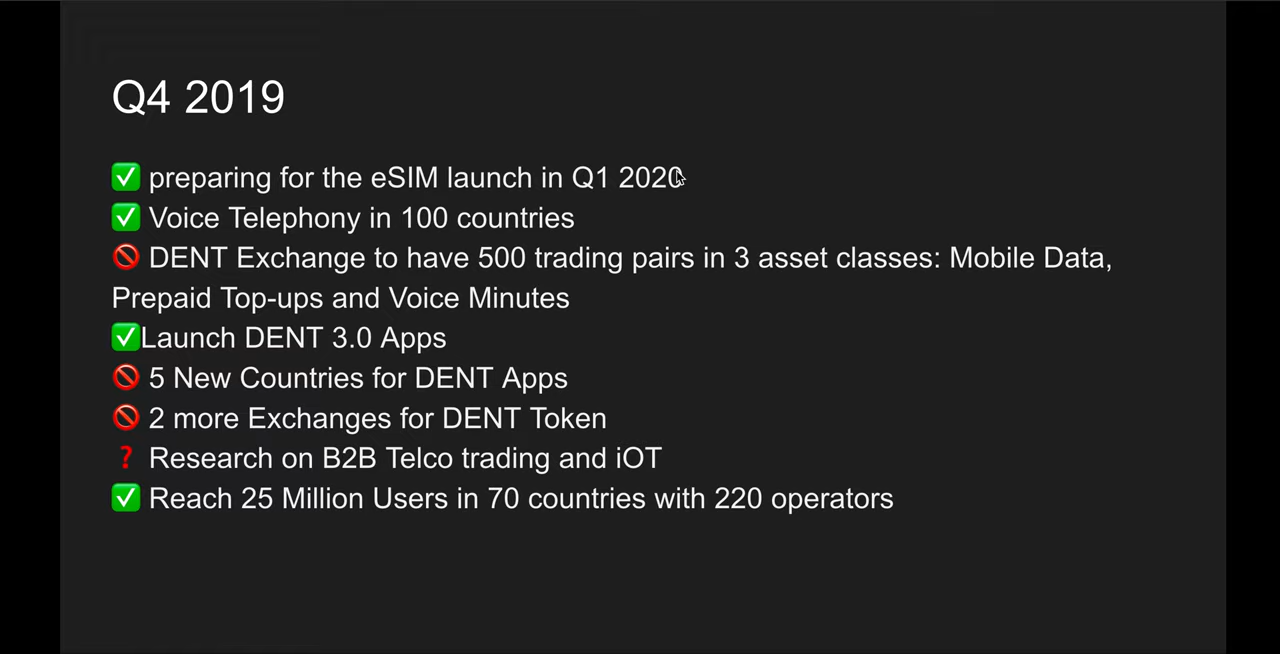 Q4 2019
✅ preparing for the eSIM launch in Q1 2020
✅ Voice Telephony in 100 countries
🚫 DENT Exchange to have 500 trading pairs in 3 asset classes: Mobile Data,
Prepaid Top-ups and Voice Minutes
✅Launch DENT 3.0 Apps
🚫 5 New Countries for DENT Apps
🚫 2 more Exchanges for DENT Token
❓ Research on B2B Telco trading and iOT
✅ Reach 25 Million Users in 70 countries with 220 operators